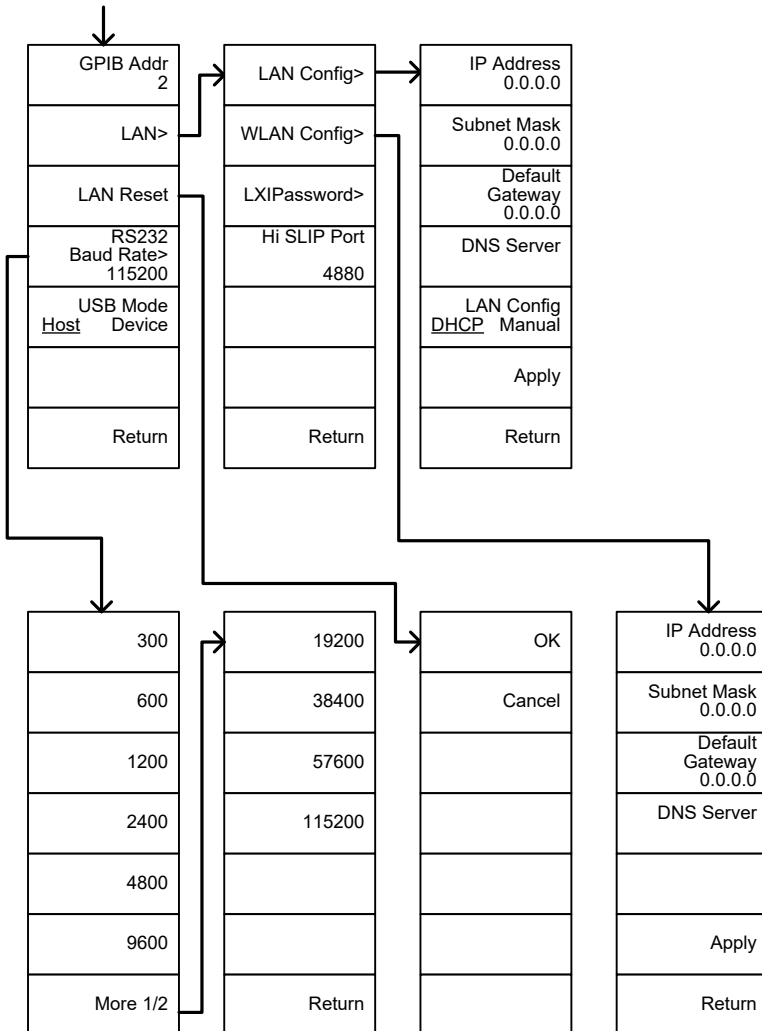 GPIB Addr
2
LAN>
LAN Reset
RS232
Baud Rate>
115200
USB Mode
Host Device
Return
LAN Config>
WLAN Config>
LXIPassword>
Hi SLIP Port
4880
Return
IP Address
0.0.0.0
Subnet Mask
0.0.0.0
Default
Gateway
0.0.0.0
DNS Server
LAN Config
DHCP Manual
Apply
Return
300
600
1200
2400
4800
9600
More 1/2
19200
38400
57600
115200
Return
OK
Cancel
IP Address
0.0.0.0
Subnet Mask
0.0.0.0
Default
Gateway
0.0.0.0
DNS Server
Apply
Return